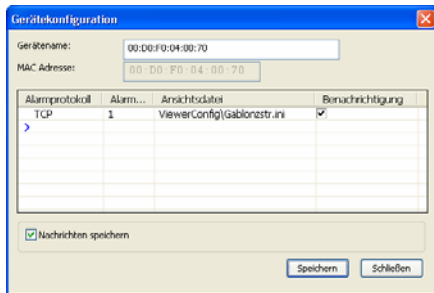 Gerätekonfiguration
Gerätename: 00:D0:F0:04:00:70
MAC Adresse: 00:D0:F0:04:00:70
Alarmprotokoll Alarm... Ansichtsdatei Benachrichtigung
TCP 1 ViewerConfig\Gablonzstr.ini
Nachrichten speichern
Speichern Schließen